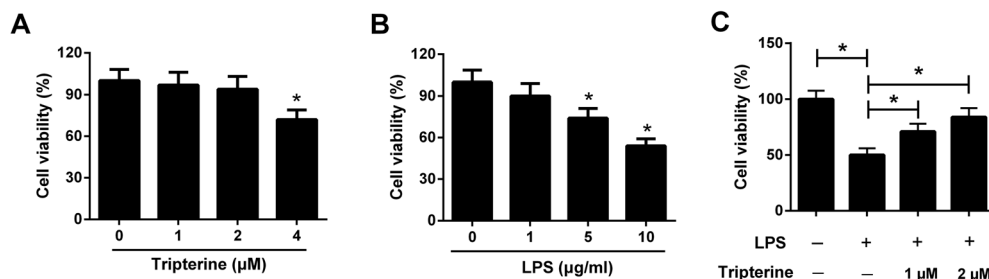 A
Cell viability (%)
120
90
60
30
0
*
0 1 2 4
Tripterine (µM)
B
Cell viability (%)
120
90
60
30
0
*
*
0 1 5 10
LPS (µg/ml)
C
Cell viability (%)
150
100
50
0
*
*
*
LPS – + + +
Tripterine – – 1 µM 2 µM